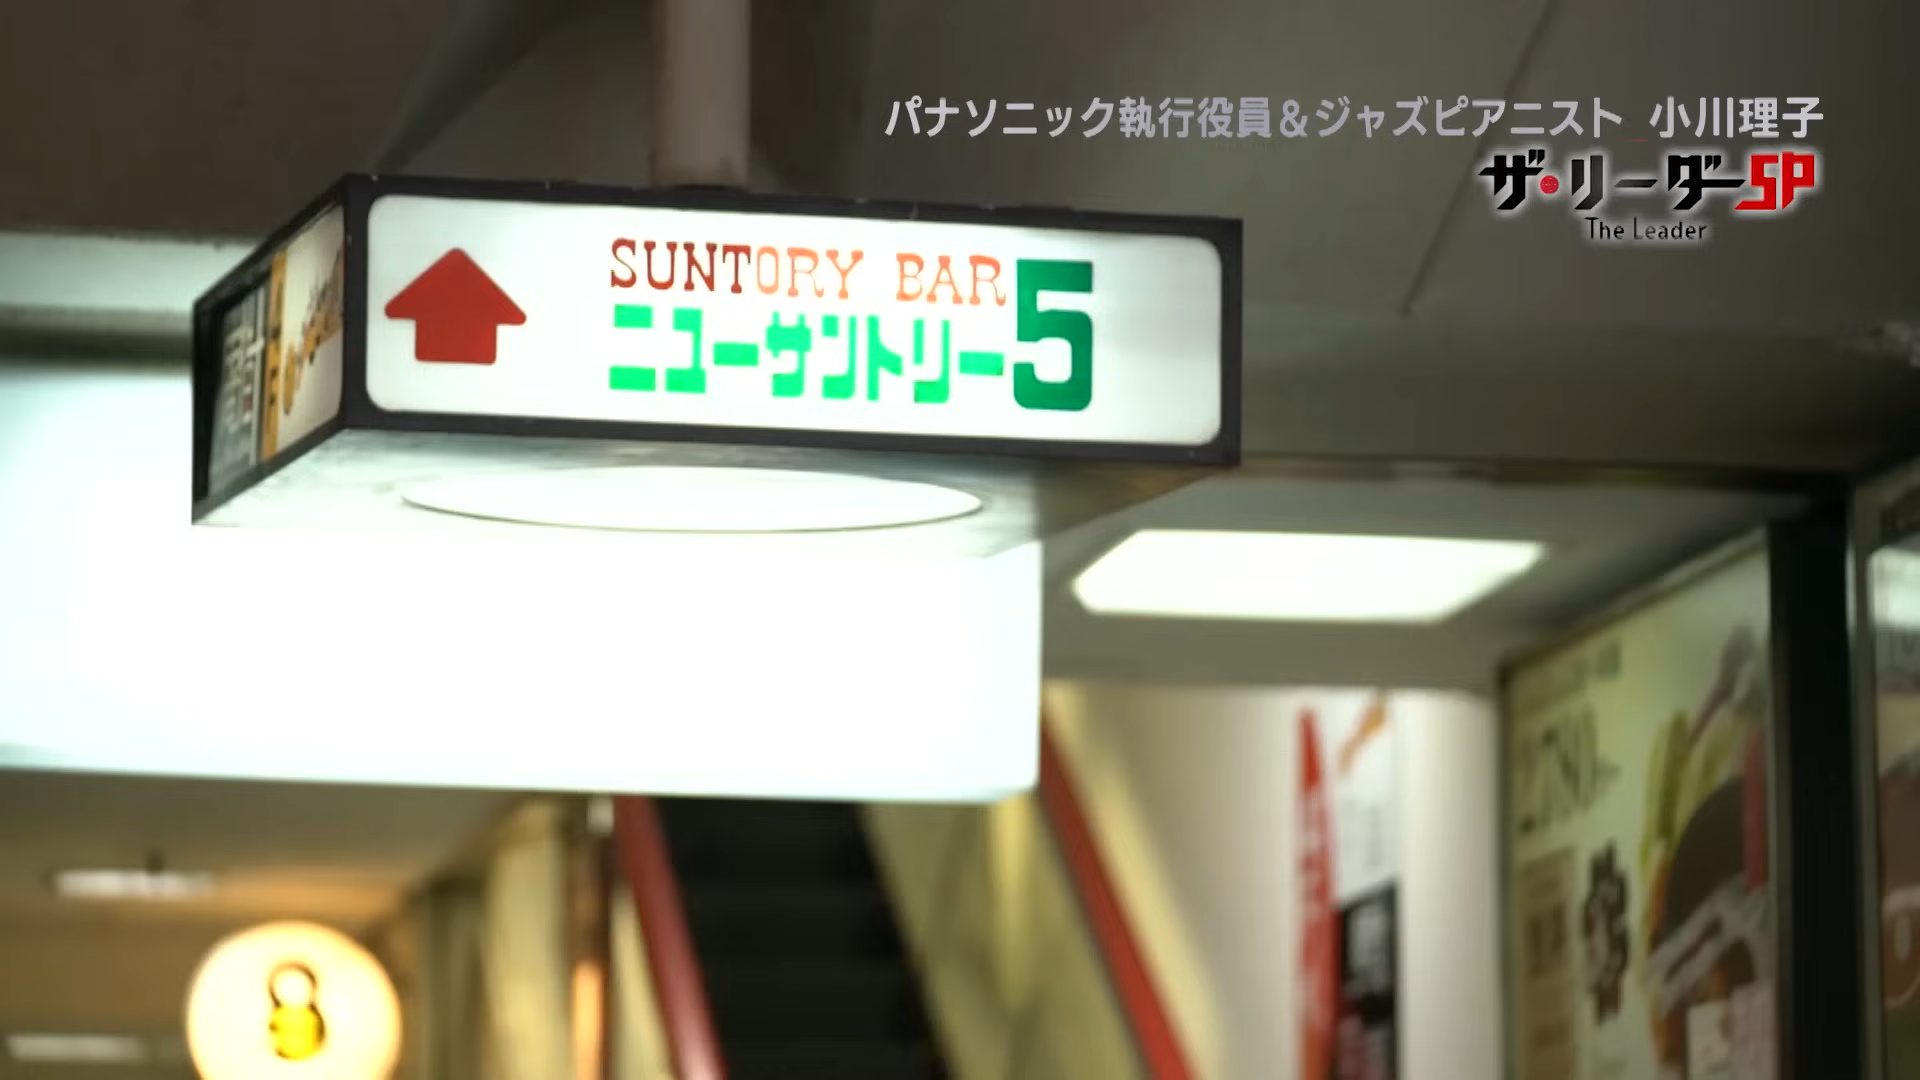 パナソニック執行役員＆ジャズピアニスト 小川理子
ザ・リーダーSP
The Leader
SUNTORY BAR
ニューサントリー5